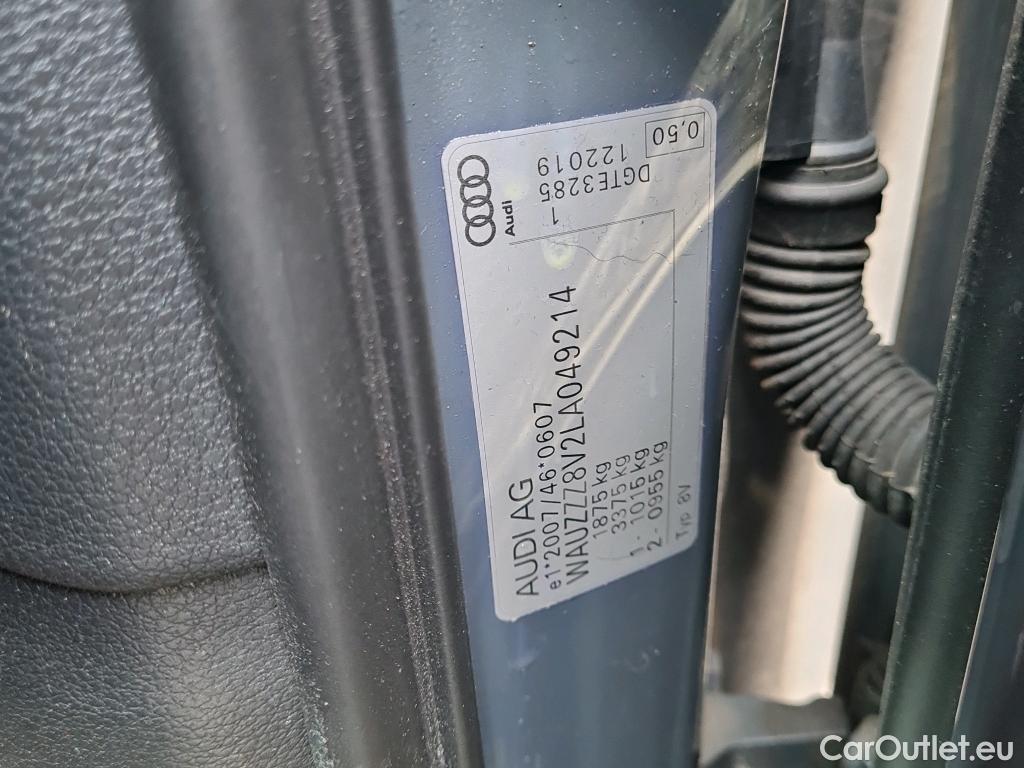 AUDI AG
e1*2007/46*0607
WAUZZZ8V2LA049214
1875 kg
3375 kg
1 - 1015 kg
2 - 0955 kg
Typ 8V
Audi
1
DGTE3285
122019
0,50
CarOutlet.eu